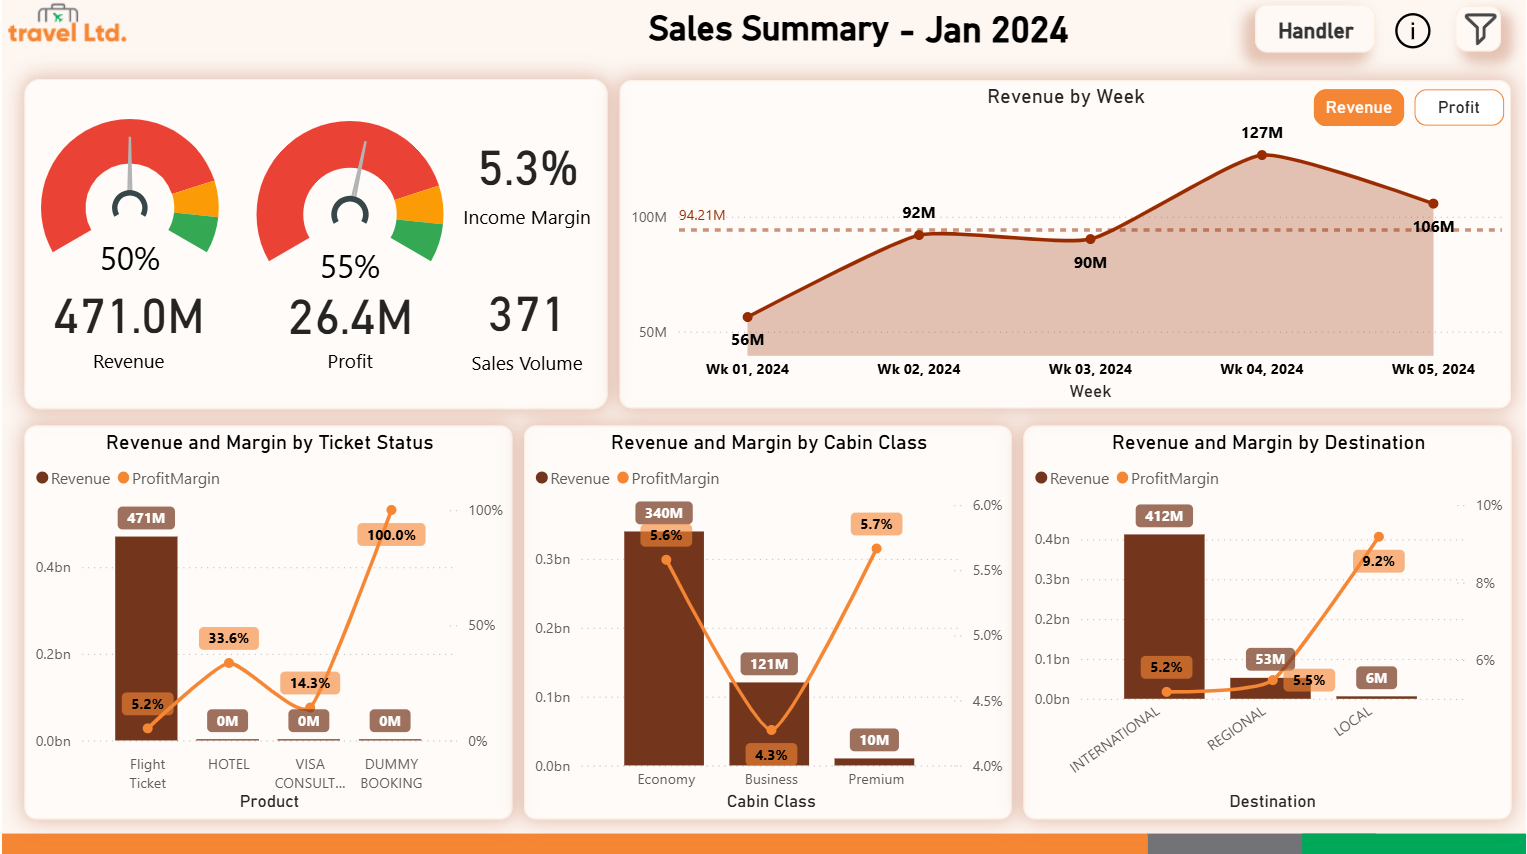 travel Ltd.
Sales Summary - Jan 2024
Handler
i
50%
471.0M
Revenue
55%
26.4M
Profit
5.3%
Income Margin
371
Sales Volume
Revenue by Week
Revenue
Profit
100M
50M
94.21M
56M
92M
90M
127M
106M
Wk 01, 2024
Wk 02, 2024
Wk 03, 2024
Wk 04, 2024
Wk 05, 2024
Week
Revenue and Margin by Ticket Status
Revenue
ProfitMargin
0.4bn
0.2bn
0.0bn
471M
0M
0M
0M
5.2%
33.6%
14.3%
100.0%
100%
50%
0%
Flight
Ticket
HOTEL
VISA
CONSULT...
DUMMY
BOOKING
Product
Revenue and Margin by Cabin Class
Revenue
ProfitMargin
0.3bn
0.2bn
0.1bn
0.0bn
340M
121M
10M
5.6%
4.3%
5.7%
6.0%
5.5%
5.0%
4.5%
4.0%
Economy
Business
Premium
Cabin Class
Revenue and Margin by Destination
Revenue
ProfitMargin
0.4bn
0.3bn
0.2bn
0.1bn
0.0bn
412M
53M
6M
5.2%
5.5%
9.2%
10%
8%
6%
INTERNATIONAL
REGIONAL
LOCAL
Destination